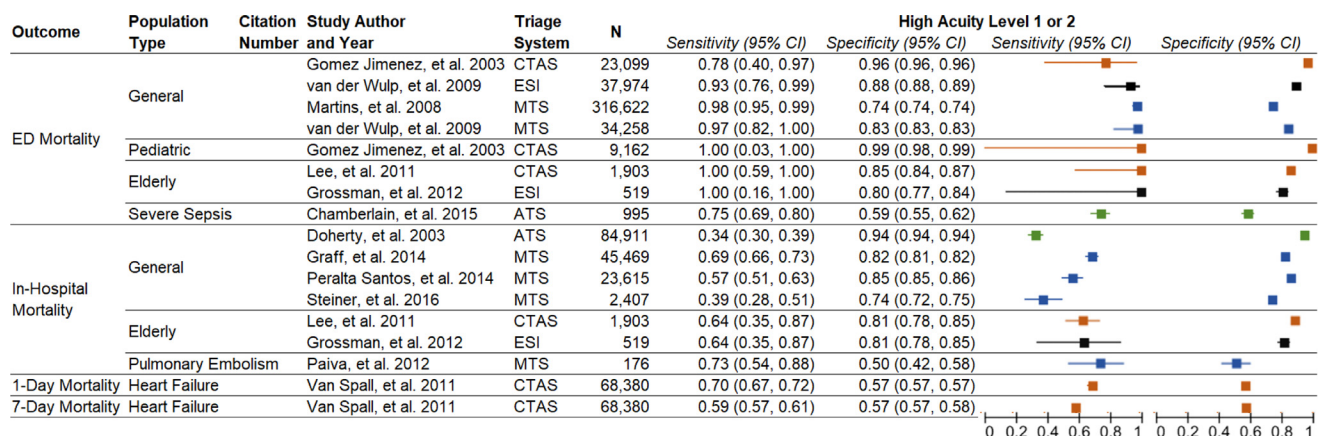 Outcome Population Type Citation Number Study Author and Year Triage System N High Acuity Level 1 or 2
Sensitivity (95% CI) Specificity (95% CI) Sensitivity (95% CI) Specificity (95% CI)
ED Mortality General Gomez Jimenez, et al. 2003 CTAS 23,099 0.78 (0.40, 0.97) 0.96 (0.96, 0.96)
van der Wulp, et al. 2009 ESI 37,974 0.93 (0.76, 0.99) 0.88 (0.88, 0.89)
Martins, et al. 2008 MTS 316,622 0.98 (0.95, 0.99) 0.74 (0.74, 0.74)
van der Wulp, et al. 2009 MTS 34,258 0.97 (0.82, 1.00) 0.83 (0.83, 0.83)
Pediatric Gomez Jimenez, et al. 2003 CTAS 9,162 1.00 (0.03, 1.00) 0.99 (0.98, 0.99)
Elderly Lee, et al. 2011 CTAS 1,903 1.00 (0.59, 1.00) 0.85 (0.84, 0.87)
Grossman, et al. 2012 ESI 519 1.00 (0.16, 1.00) 0.80 (0.77, 0.84)
Severe Sepsis Chamberlain, et al. 2015 ATS 995 0.75 (0.69, 0.80) 0.59 (0.55, 0.62)
In-Hospital Mortality General Doherty, et al. 2003 ATS 84,911 0.34 (0.30, 0.39) 0.94 (0.94, 0.94)
Graff, et al. 2014 MTS 45,469 0.69 (0.66, 0.73) 0.82 (0.81, 0.82)
Peralta Santos, et al. 2014 MTS 23,615 0.57 (0.51, 0.63) 0.85 (0.85, 0.86)
Steiner, et al. 2016 MTS 2,407 0.39 (0.28, 0.51) 0.74 (0.72, 0.75)
Elderly Lee, et al. 2011 CTAS 1,903 0.64 (0.35, 0.87) 0.81 (0.78, 0.85)
Grossman, et al. 2012 ESI 519 0.64 (0.35, 0.87) 0.81 (0.78, 0.85)
Pulmonary Embolism Paiva, et al. 2012 MTS 176 0.73 (0.54, 0.88) 0.50 (0.42, 0.58)
1-Day Mortality Heart Failure Van Spall, et al. 2011 CTAS 68,380 0.70 (0.67, 0.72) 0.57 (0.57, 0.57)
7-Day Mortality Heart Failure Van Spall, et al. 2011 CTAS 68,380 0.59 (0.57, 0.61) 0.57 (0.57, 0.58)
0 0.2 0.4 0.6 0.8 1 0 0.2 0.4 0.6 0.8 1